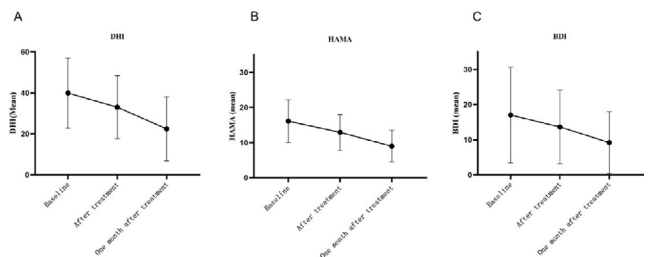 A
DHI
DHI(Mean)
60
40
20
0
Baseline
After treatment
One month after treatment
B
HAMA
HAMA (mean)
30
20
10
0
Baseline
After treatment
One month after treatment
C
BDI
BDI (mean)
30
20
10
0
Baseline
After treatment
One month after treatment